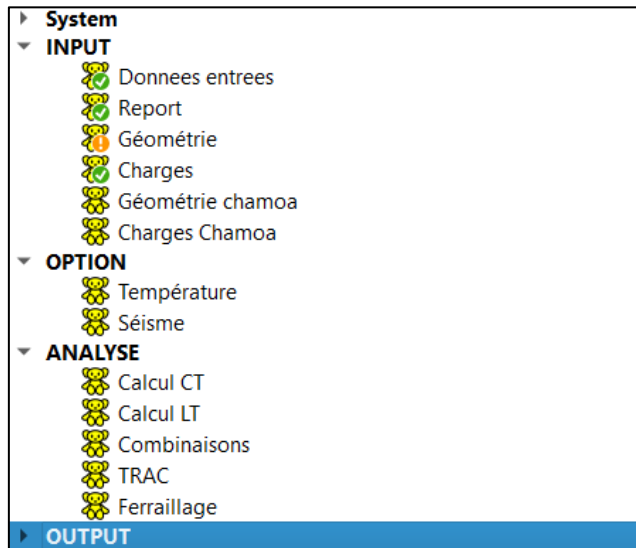 System
INPUT
Donnees entrees
Report
Géométrie
Charges
Géométrie chamoa
Charges Chamoa
OPTION
Température
Séisme
ANALYSE
Calcul CT
Calcul LT
Combinaisons
TRAC
Ferraillage
OUTPUT